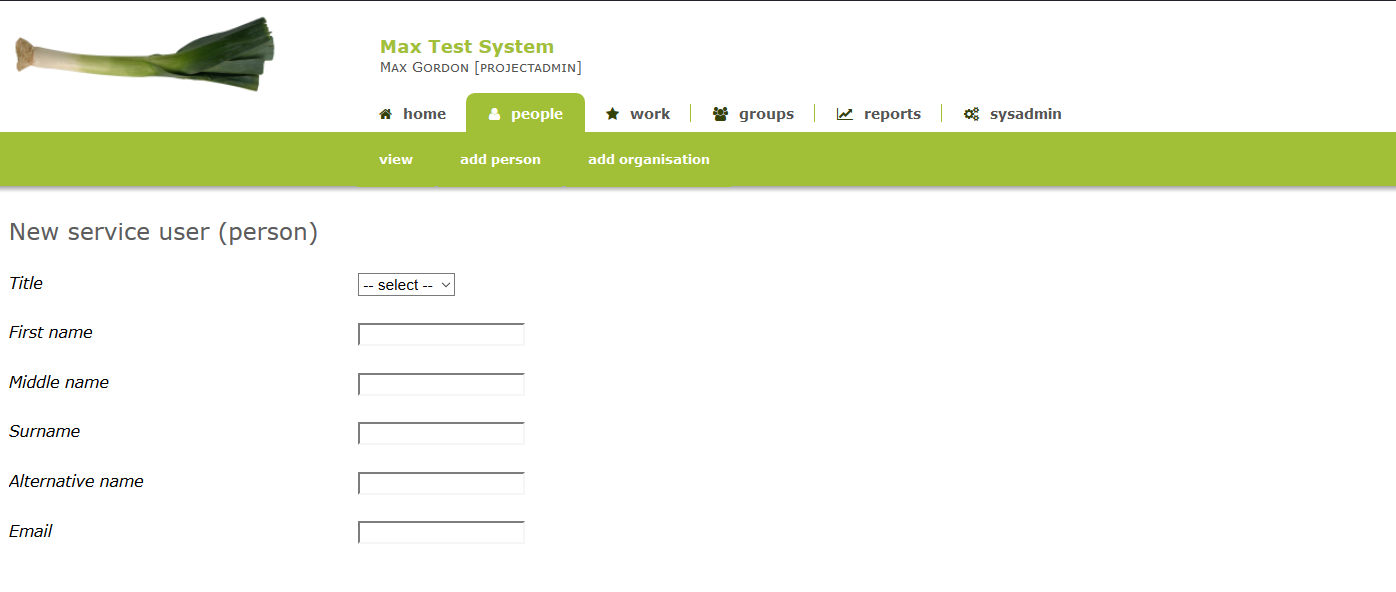 Max Test System
Max Gordon [projectadmin]
home people work groups reports sysadmin
view add person add organisation
New service user (person)
Title -- select --
First name
Middle name
Surname
Alternative name
Email